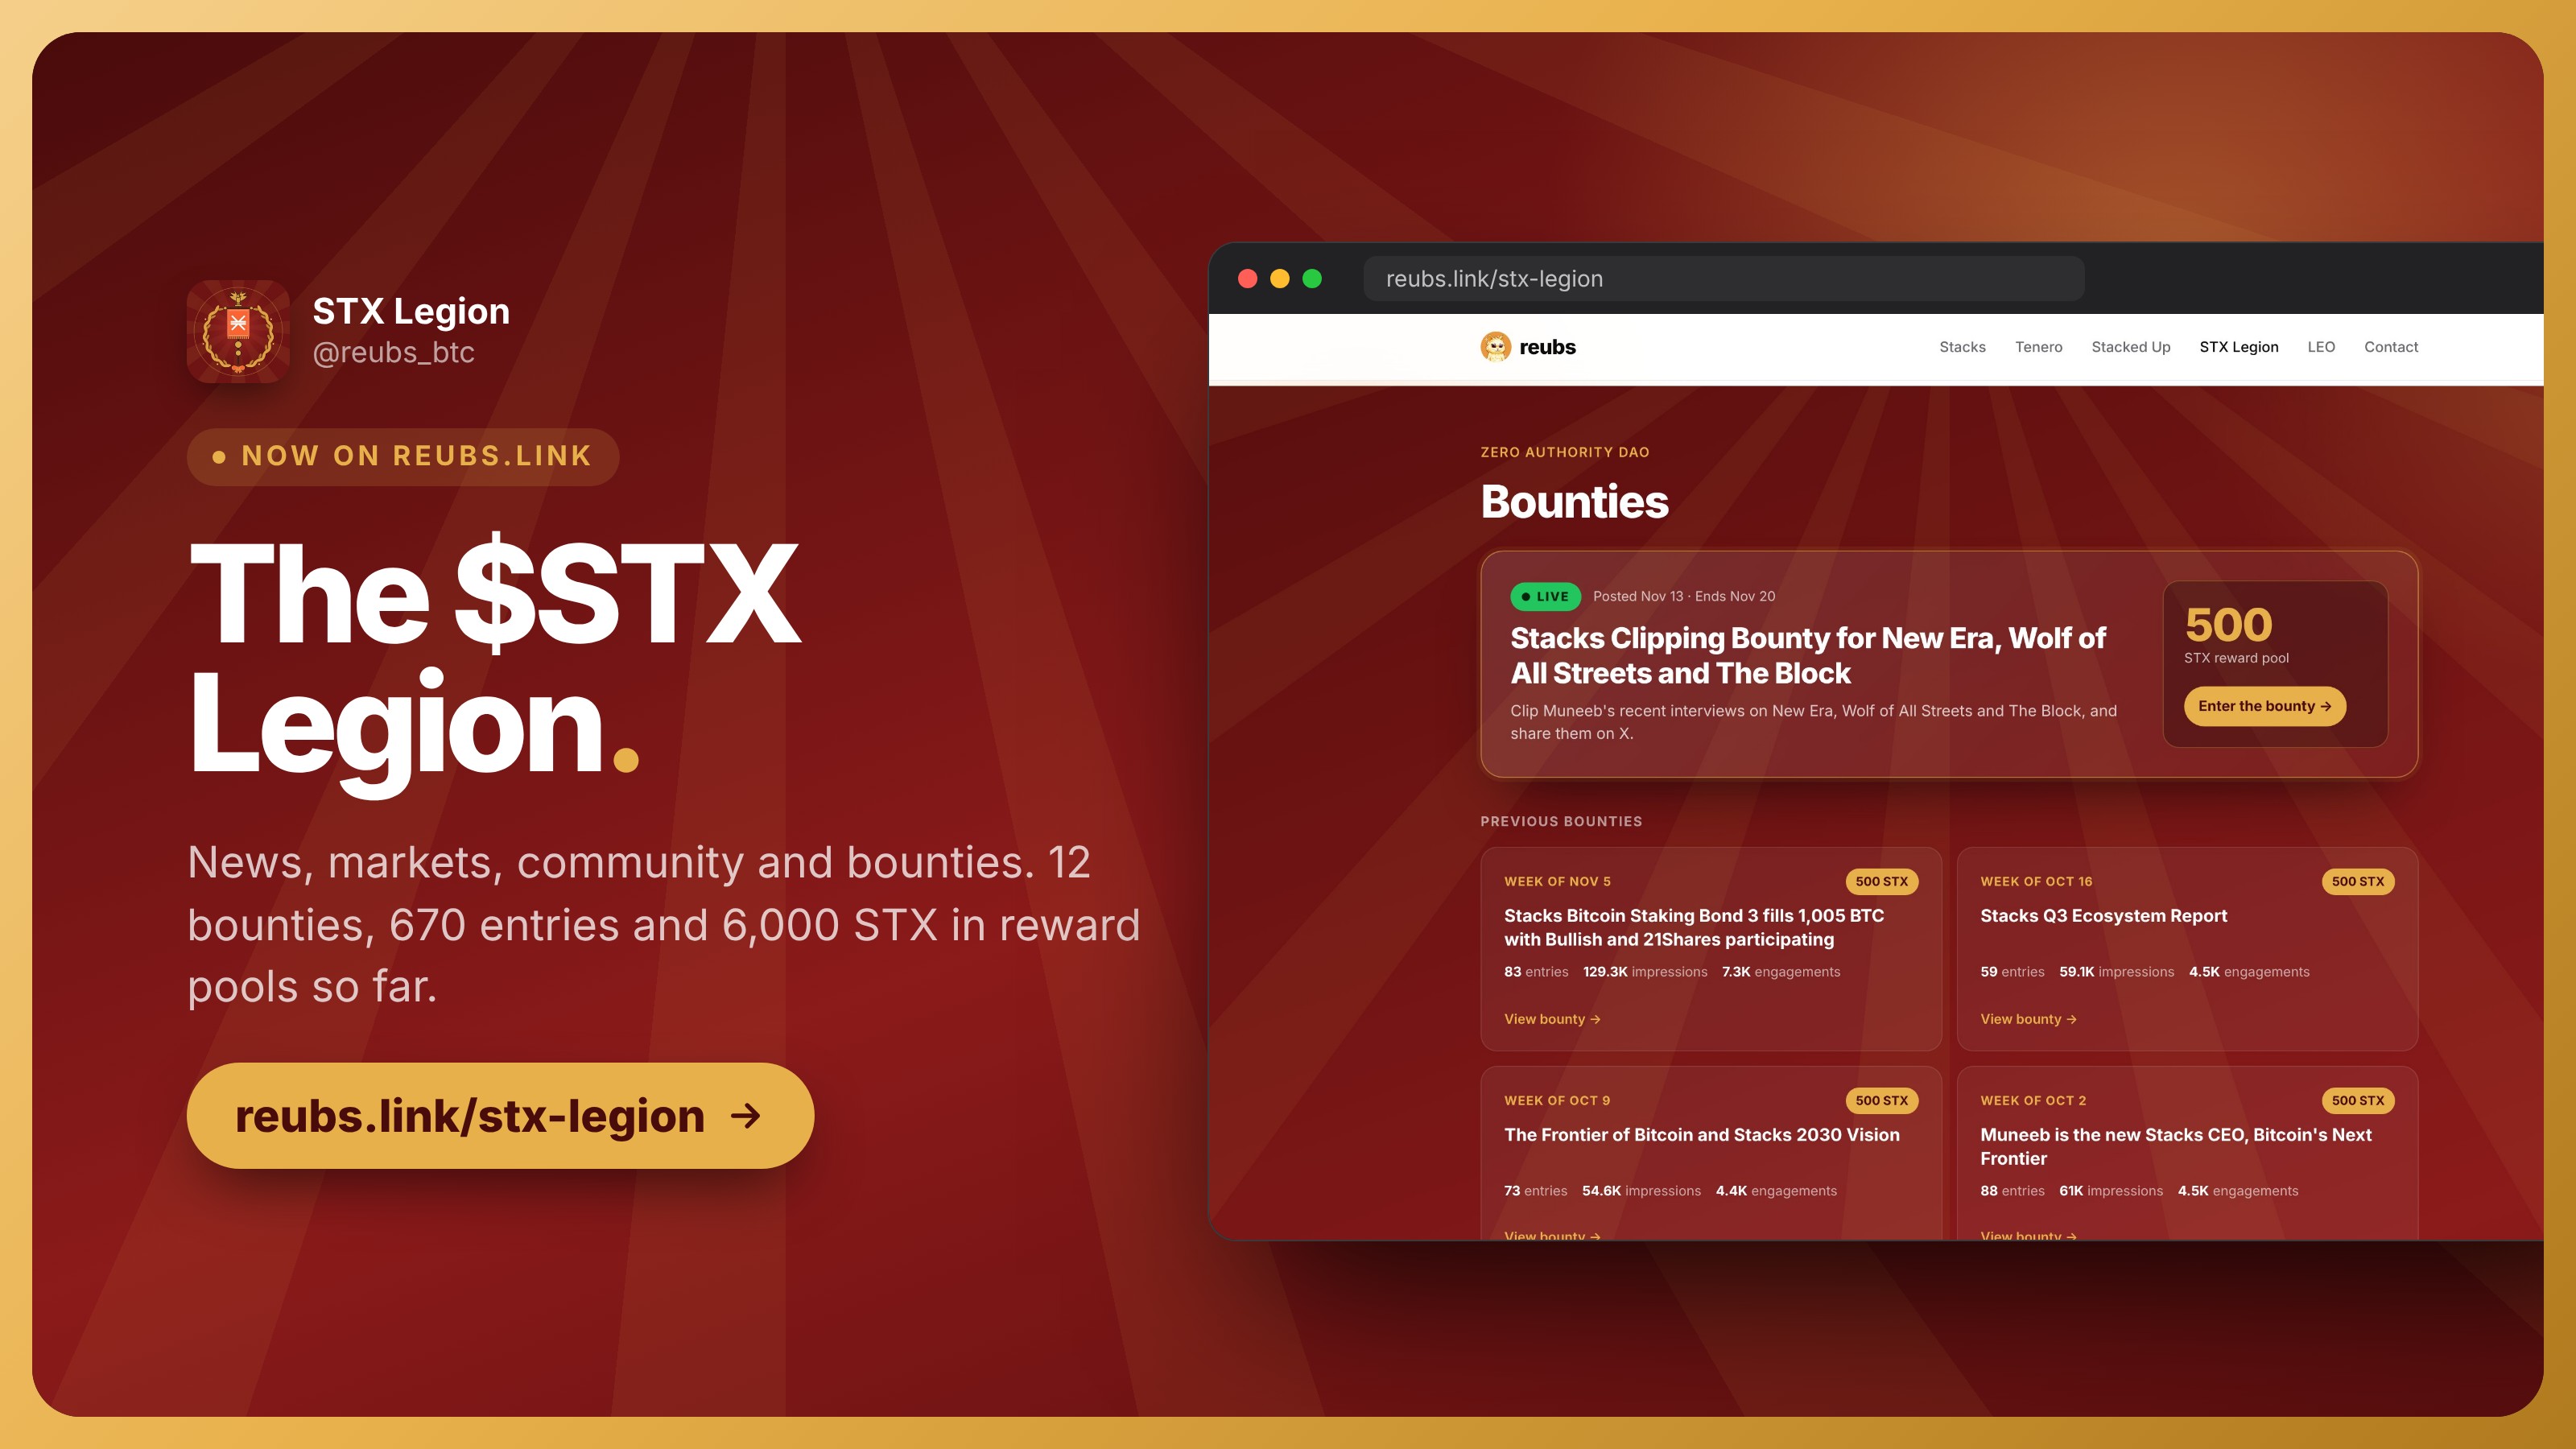 STX Legion
@reubs_btc
• NOW ON REUBS.LINK
The $STX
Legion.
News, markets, community and bounties. 12
bounties, 670 entries and 6,000 STX in reward
pools so far.
reubs.link/stx-legion →
reubs.link/stx-legion
reubs
Stacks Tenero Stacked Up STX Legion LEO Contact
ZERO AUTHORITY DAO
Bounties
• LIVE Posted Nov 13 · Ends Nov 20
Stacks Clipping Bounty for New Era, Wolf of
All Streets and The Block
Clip Muneeb's recent interviews on New Era, Wolf of All Streets and The Block, and
share them on X.
500
STX reward pool
Enter the bounty →
PREVIOUS BOUNTIES
WEEK OF NOV 5 500 STX
Stacks Bitcoin Staking Bond 3 fills 1,005 BTC
with Bullish and 21Shares participating
83 entries 129.3K impressions 7.3K engagements
View bounty →
WEEK OF OCT 16 500 STX
Stacks Q3 Ecosystem Report
59 entries 59.1K impressions 4.5K engagements
View bounty →
WEEK OF OCT 9 500 STX
The Frontier of Bitcoin and Stacks 2030 Vision
73 entries 54.6K impressions 4.4K engagements
View bounty →
WEEK OF OCT 2 500 STX
Muneeb is the new Stacks CEO, Bitcoin's Next
Frontier
88 entries 61K impressions 4.5K engagements
View bounty →